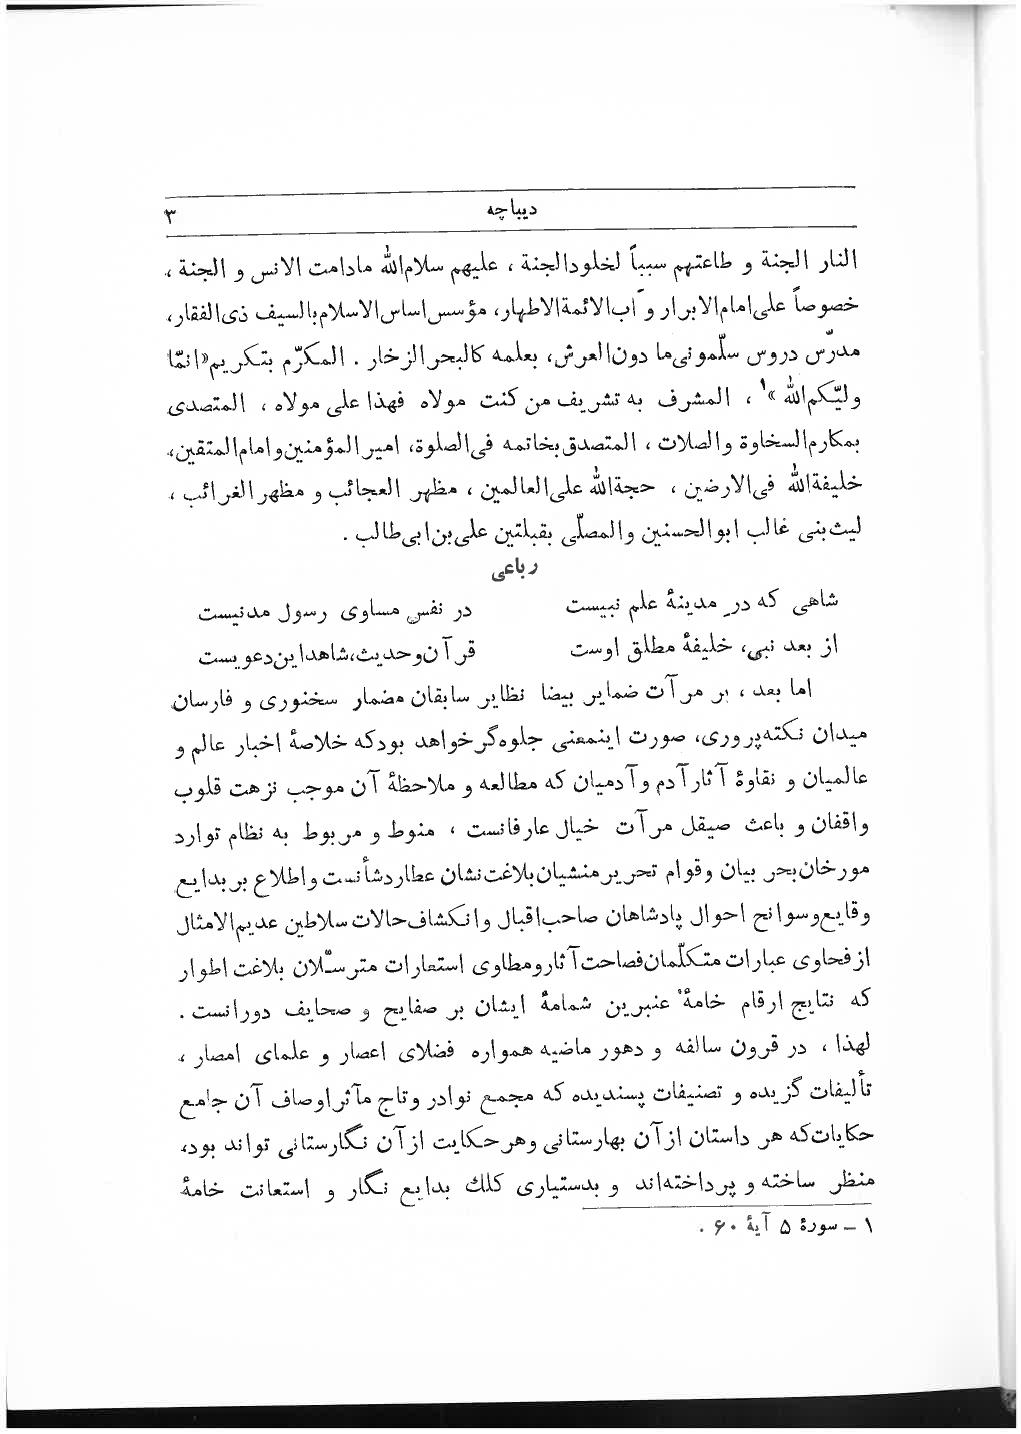 دیباچه ۳
النار الجنة و طاعتهم سبباً لخلودالجنة ، علیهم سلام‌الله مادامت الانس و الجنة ،
خصوصاً علی‌امام‌الابرار و آب‌الائمة‌الاطهار، مؤسس‌اساس‌الاسلام‌بالسیف ذی‌الفقار،
مدرّس دروس سلّمونی‌ما دون‌العرش، بعلمه کالبحرالزخار . المکرّم بتکریم«انمّا
ولیّکم‌الله»۱ ، المشرف به تشریف من کنت مولاه فهذا علی مولاه ، المتصدی
بمکارم‌السخاوة والصلات ، المتصدق‌بخاتمه فی‌الصلوة، امیرالمؤمنین‌وامام‌المتقین،
خلیفة‌الله فی‌الارضین ، حجة‌الله علی‌العالمین ، مظهر العجائب و مظهر الغرائب ،
لیث‌بنی غالب ابوالحسنین والمصلّی بقبلتین علی‌بن‌ابی‌طالب .
رباعی
شاهی که در مدینهٔ علم نبیست در نفس مساوی رسول مدنیست
از بعد نبی، خلیفهٔ مطلق اوست قرآن‌وحدیث،شاهداین‌دعویست
اما بعد ، بر مرآت ضمایر بیضا نظایر سابقان مضمار سخنوری و فارسان
میدان نکته‌پروری، صورت اینمعنی جلوه‌گرخواهد بودکه خلاصهٔ اخبار عالم و
عالمیان و نقاوهٔ آثارآدم وآدمیان که مطالعه و ملاحظهٔ آن موجب نزهت قلوب
واقفان و باعث صیقل مرآت خیال عارفانست ، منوط و مربوط به نظام توارد
مورخان‌بحر بیان وقوام تحریرمنشیان‌بلاغت‌نشان عطاردشأنست واطلاع بر بدایع
وقایع‌وسوانح احوال پادشاهان صاحب‌اقبال وانکشاف‌حالات سلاطین عدیم‌الامثال
ازفحاوی عبارات متکلّمان‌فصاحت‌آثارومطاوی استعارات مترسّلان بلاغت اطوار
که نتایج ارقام خامهٔ عنبرین شمامهٔ ایشان بر صفایح و صحایف دورانست .
لهذا ، در قرون سالفه و دهور ماضیه همواره فضلای اعصار و علمای امصار ،
تألیفات گزیده و تصنیفات پسندیده که مجمع نوادر وتاج مآثراوصاف آن جامع
حکایات‌که هر داستان ازآن بهارستانی وهرحکایت ازآن نگارستانی تواند بود،
منظر ساخته و پرداخته‌اند و بدستیاری کلك بدایع نگار و استعانت خامهٔ
۱ – سورهٔ ۵ آیهٔ ۶۰ .